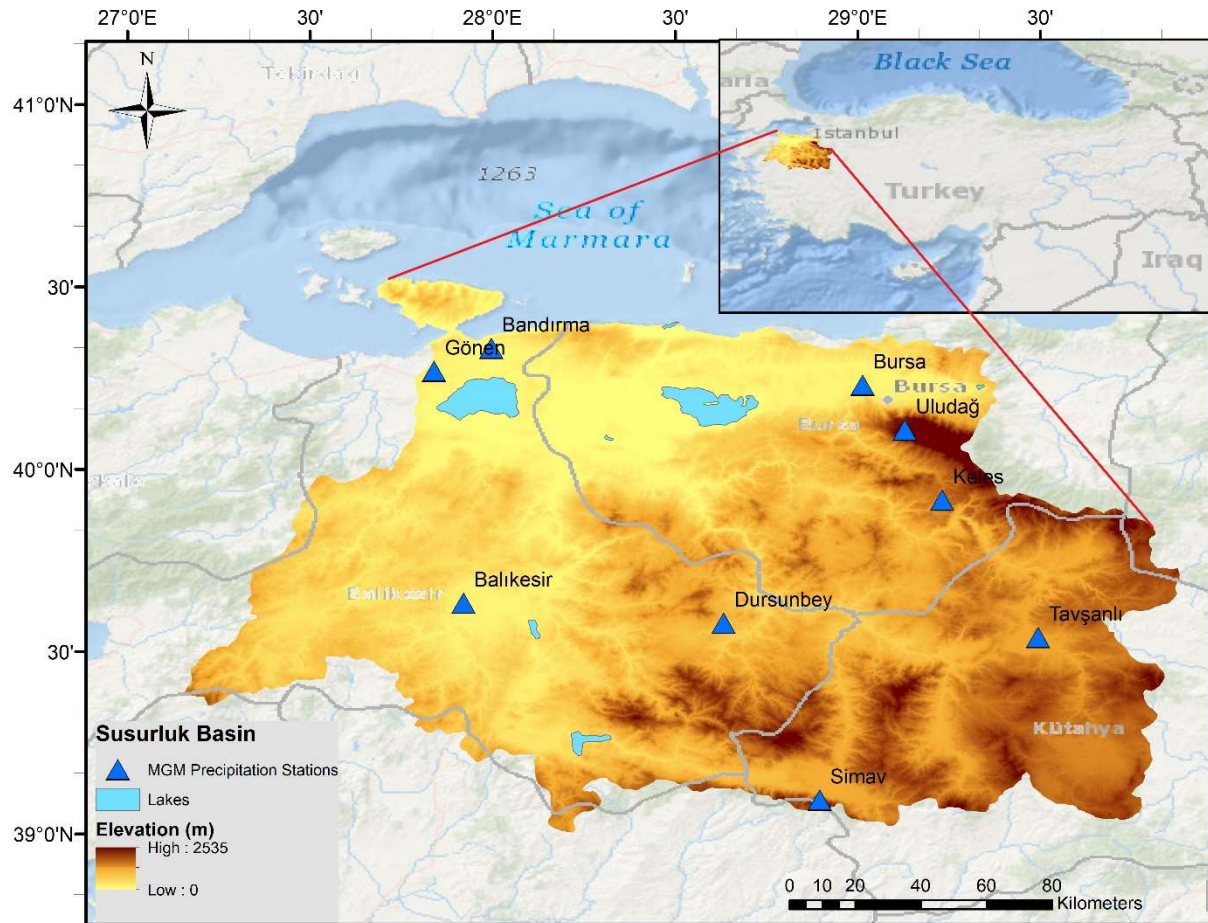 27°0'E
30'
28°0'E
29°0'E
30'
N
41°0'N
30'
40°0'N
30'
39°0'N
Tekirdag
Black Sea
aria
Istanbul
Turkey
Iraq
1263
Sea of
Marmara
Bandırma
Gönen
Bursa
Bursa
Uludağ
Bursa
Keles
Balıkesir
Balikesir
Dursunbey
Tavşanlı
Kütahya
Simav
Susurluk Basin
MGM Precipitation Stations
Lakes
Elevation (m)
High : 2535
Low : 0
0 10 20 40 60 80
Kilometers